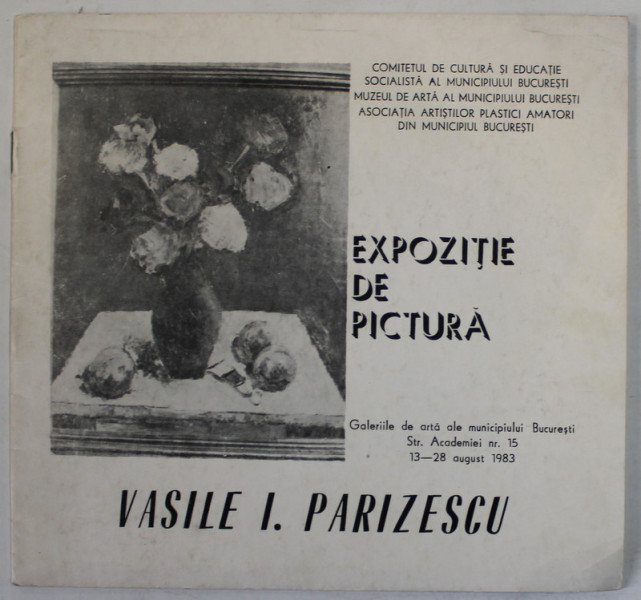 COMITETUL DE CULTURĂ ȘI EDUCAȚIE
SOCIALISTĂ AL MUNICIPIULUI BUCUREȘTI
MUZEUL DE ARTĂ AL MUNICIPIULUI BUCUREȘTI
ASOCIAȚIA ARTIȘTILOR PLASTICI AMATORI
DIN MUNICIPIUL BUCUREȘTI
EXPOZIȚIE
DE
PICTURĂ
Galeriile de artă ale municipiului București
Str. Academiei nr. 15
13—28 august 1983
VASILE I. PARIZESCU